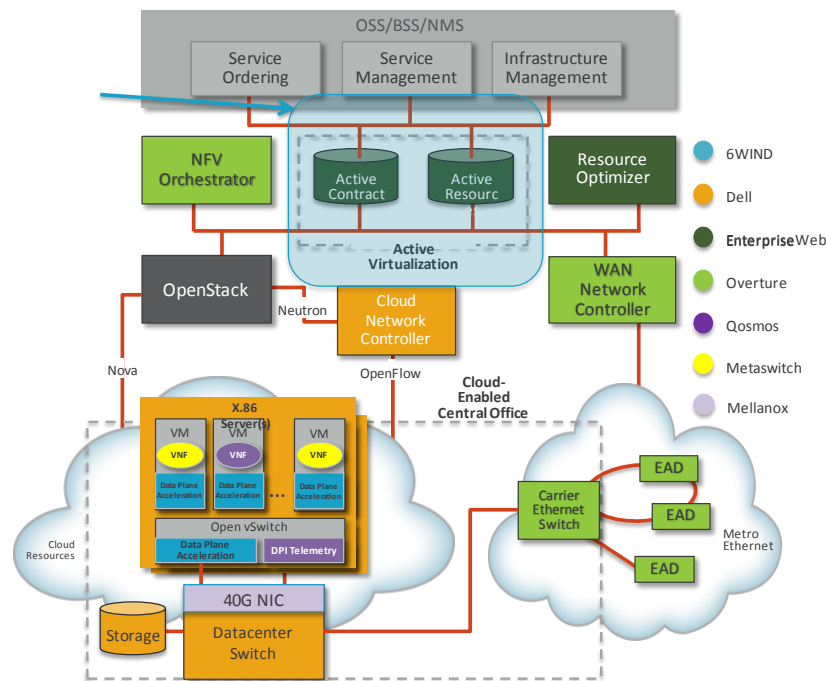 OSS/BSS/NMS
Service
Ordering
Service
Management
Infrastructure
Management
NFV
Orchestrator
Active
Contract
Active
Resourc
Resource
Optimizer
Active
Virtualization
OpenStack
Neutron
Cloud
Network
Controller
WAN
Network
Controller
Nova
OpenFlow
Cloud-
Enabled
Central Office
6WIND
Dell
EnterpriseWeb
Overture
Qosmos
Metaswitch
Mellanox
X.86
Server(s)
VM
VNF
Data Plane
Acceleration
VM
VNF
Data Plane
Acceleration
...
VM
VNF
Data Plane
Acceleration
Open vSwitch
Data Plane
Acceleration
DPI Telemetry
Cloud
Resources
40G NIC
Storage
Datacenter
Switch
Carrier
Ethernet
Switch
EAD
EAD
EAD
Metro
Ethernet